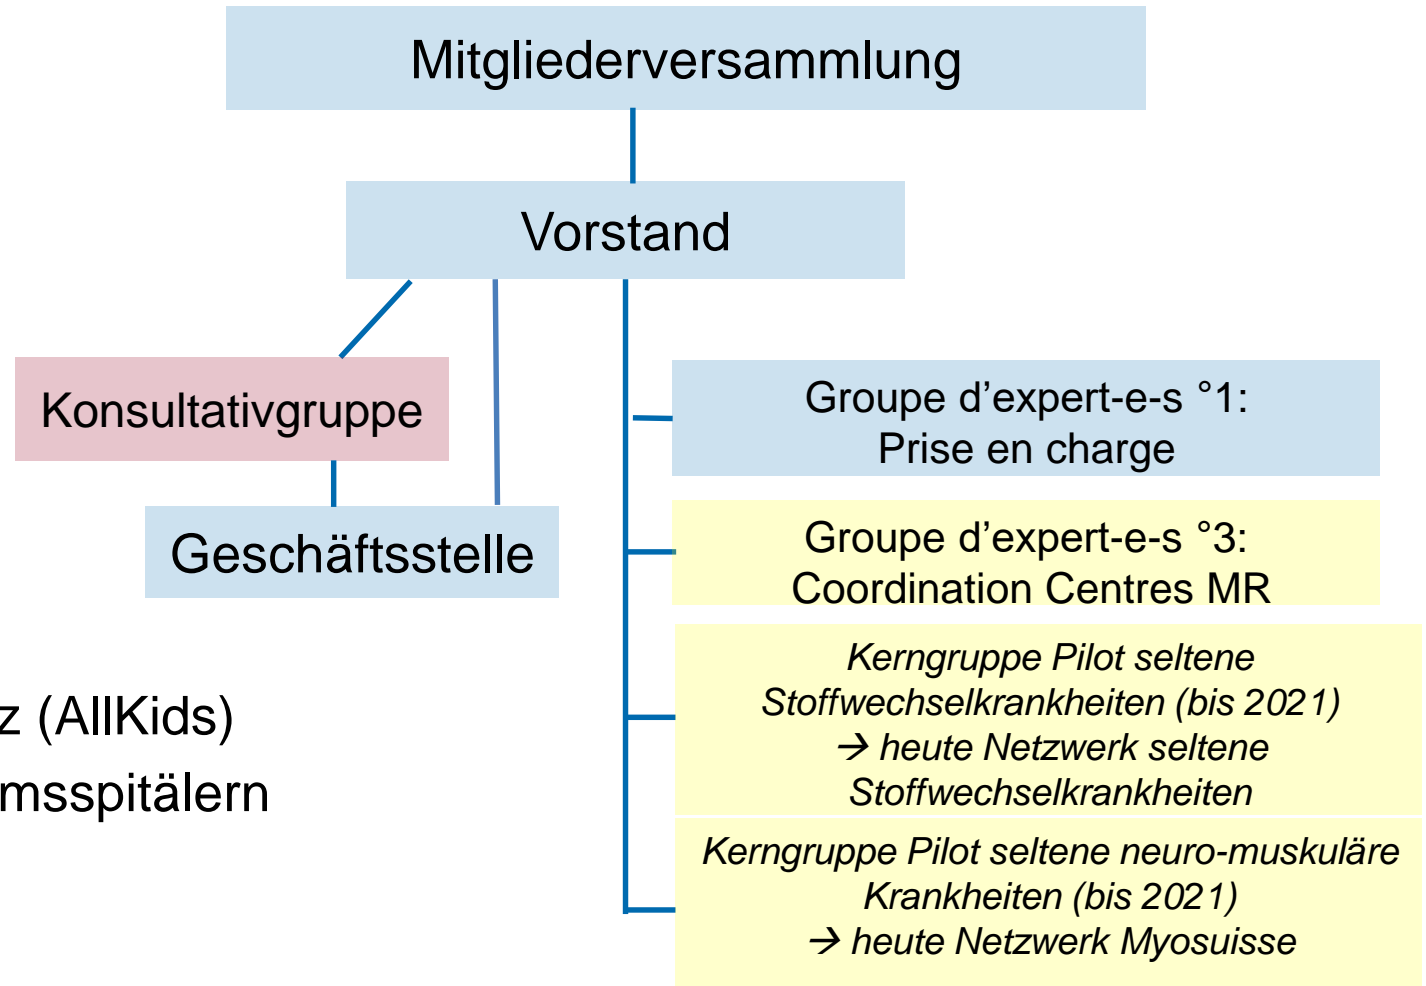 Mitgliederversammlung
Vorstand
Konsultativgruppe
Geschäftsstelle
Groupe d’expert-e-s °1:
Prise en charge
Groupe d’expert-e-s °3:
Coordination Centres MR
Kerngruppe Pilot seltene
Stoffwechselkrankheiten (bis 2021)
→ heute Netzwerk seltene
Stoffwechselkrankheiten
Kerngruppe Pilot seltene neuro-muskuläre
Krankheiten (bis 2021)
→ heute Netzwerk Myosuisse
z (AllKids)
msspitälern